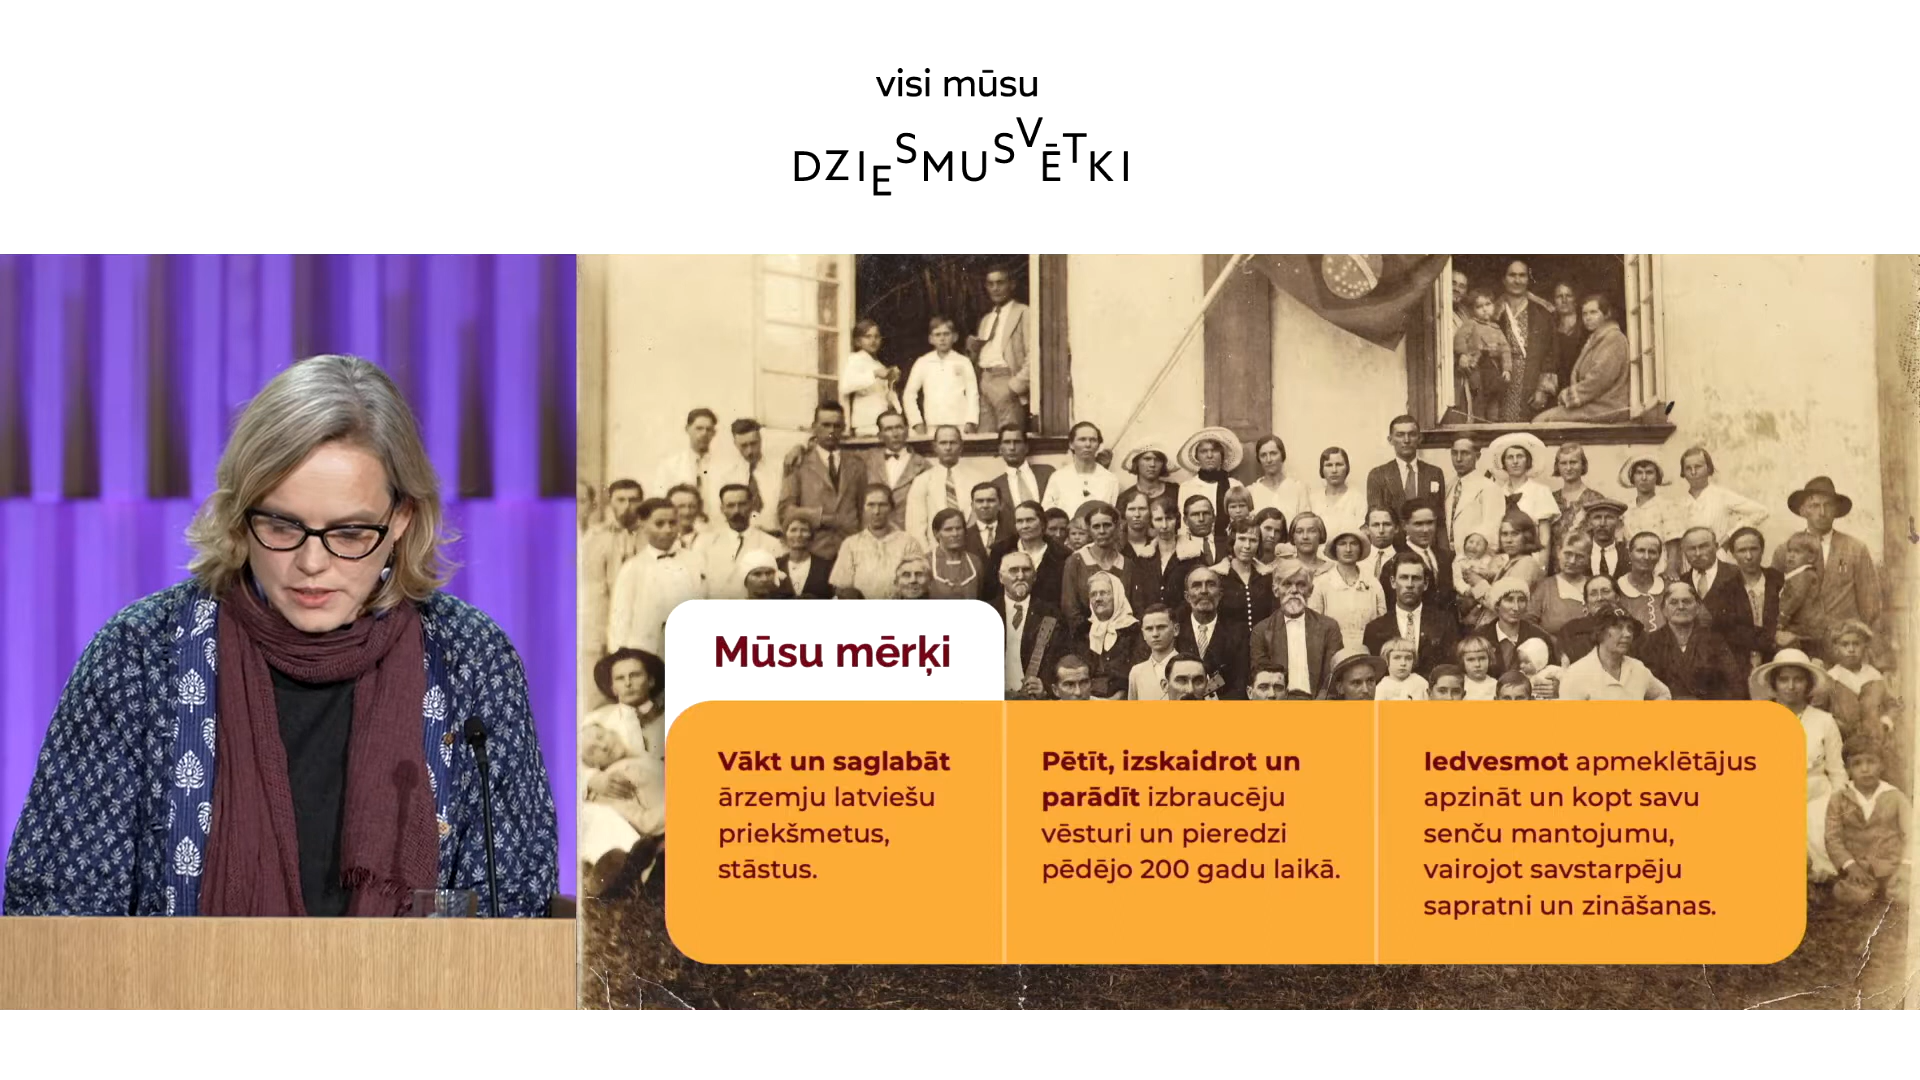 visi mūsu
DZIESMUSVĒTKI
Mūsu mērķi
Vākt un saglabāt
ārzemju latviešu
priekšmetus,
stāstus.
Pētīt, izskaidrot un
parādīt izbraucēju
vēsturi un pieredzi
pēdējo 200 gadu laikā.
Iedvesmot apmeklētājus
apzināt un kopt savu
senču mantojumu,
vairojot savstarpēju
sapratni un zināšanas.